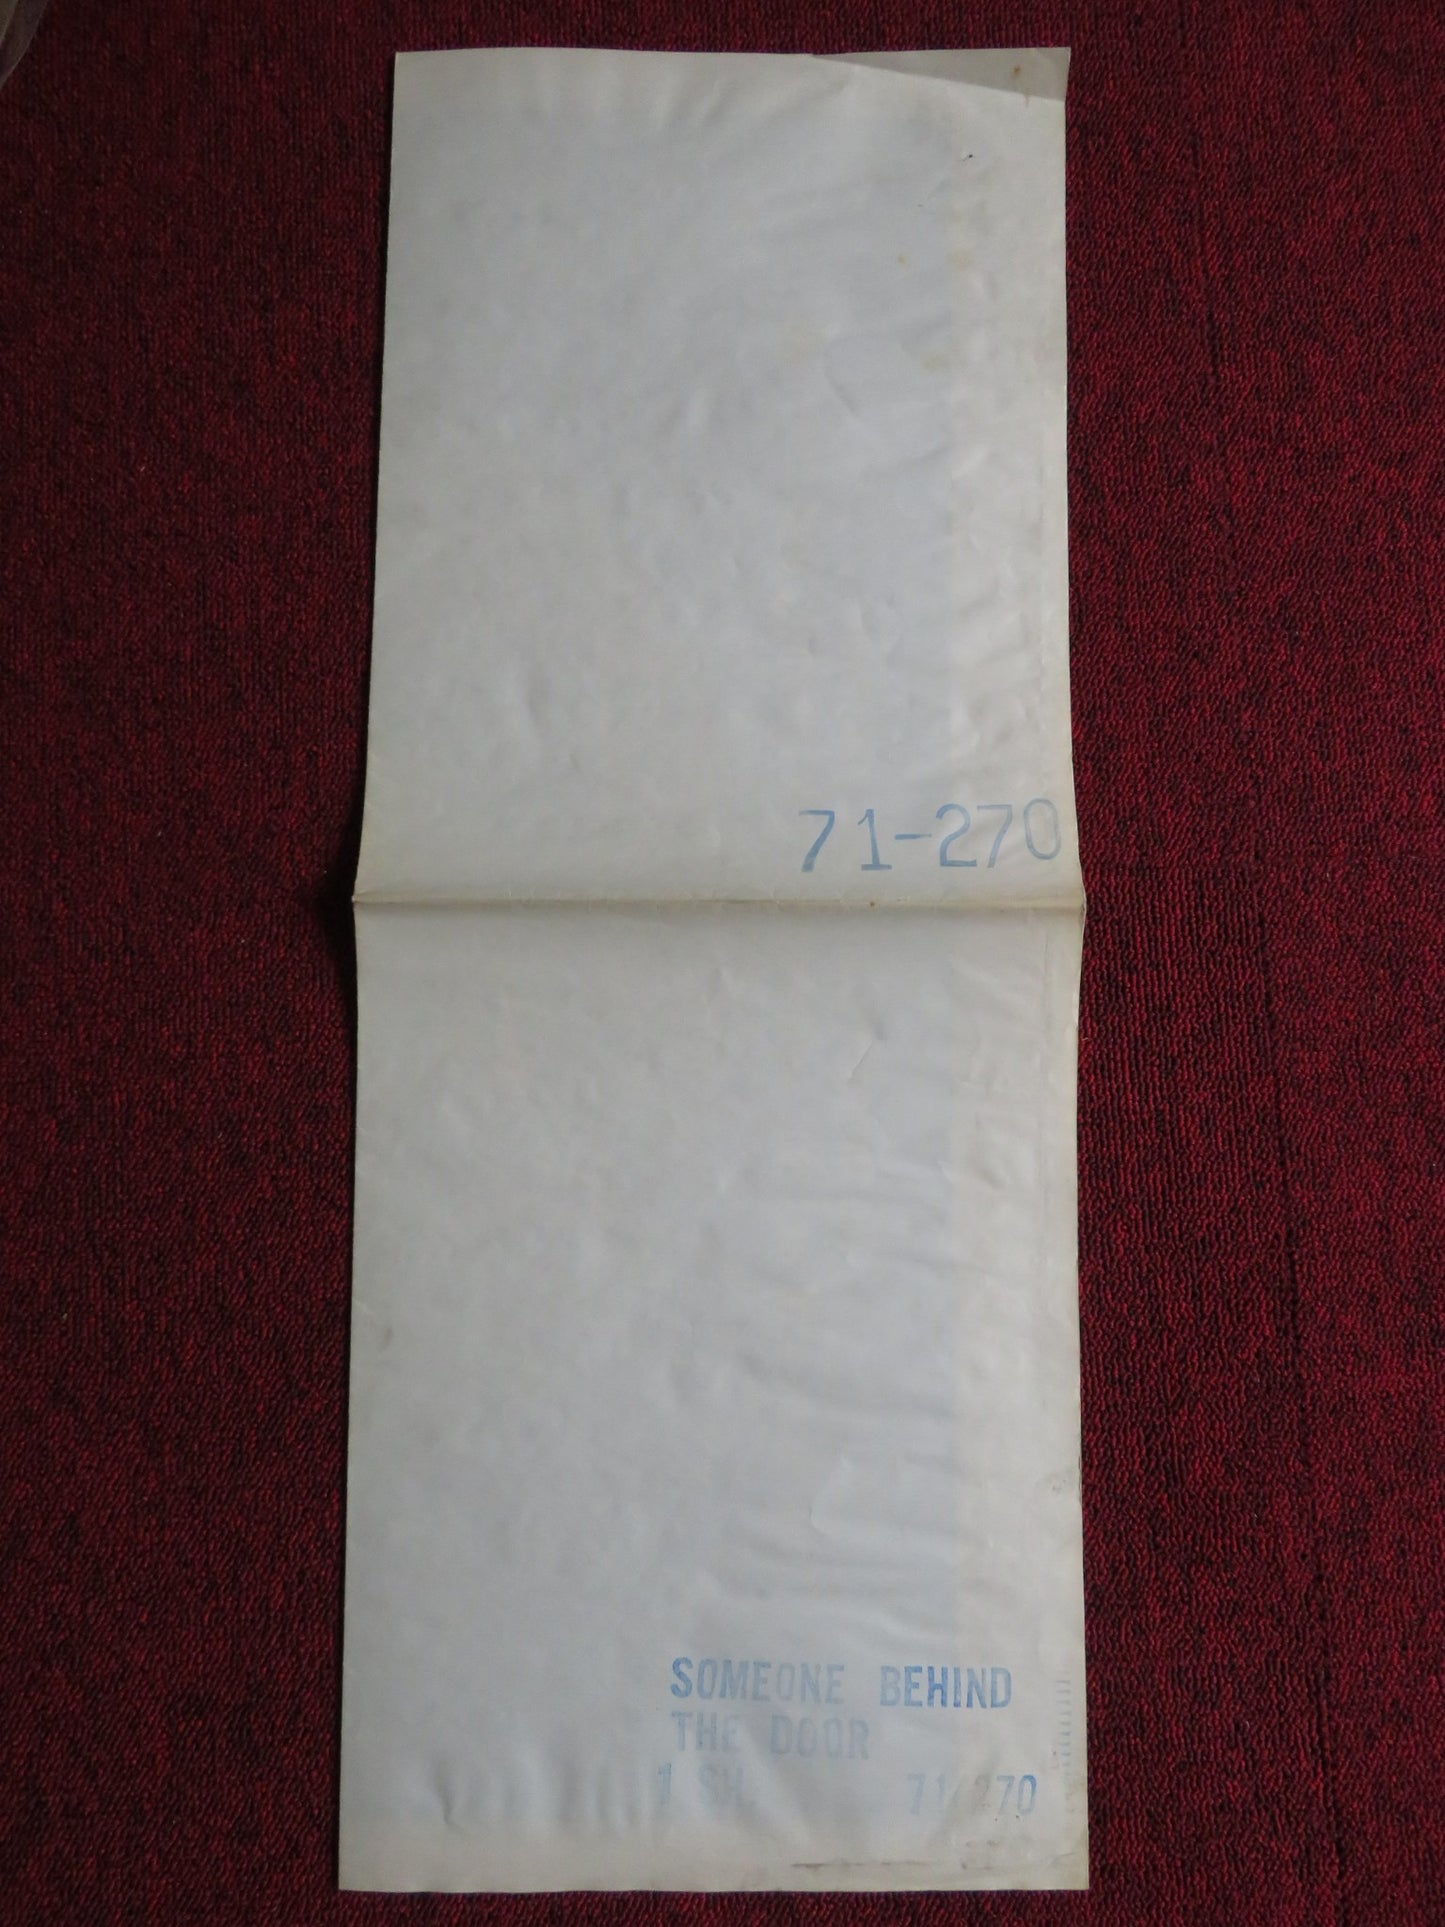 71-270
SOMEONE BEHIND
THE DOOR
1 SH. 71/270